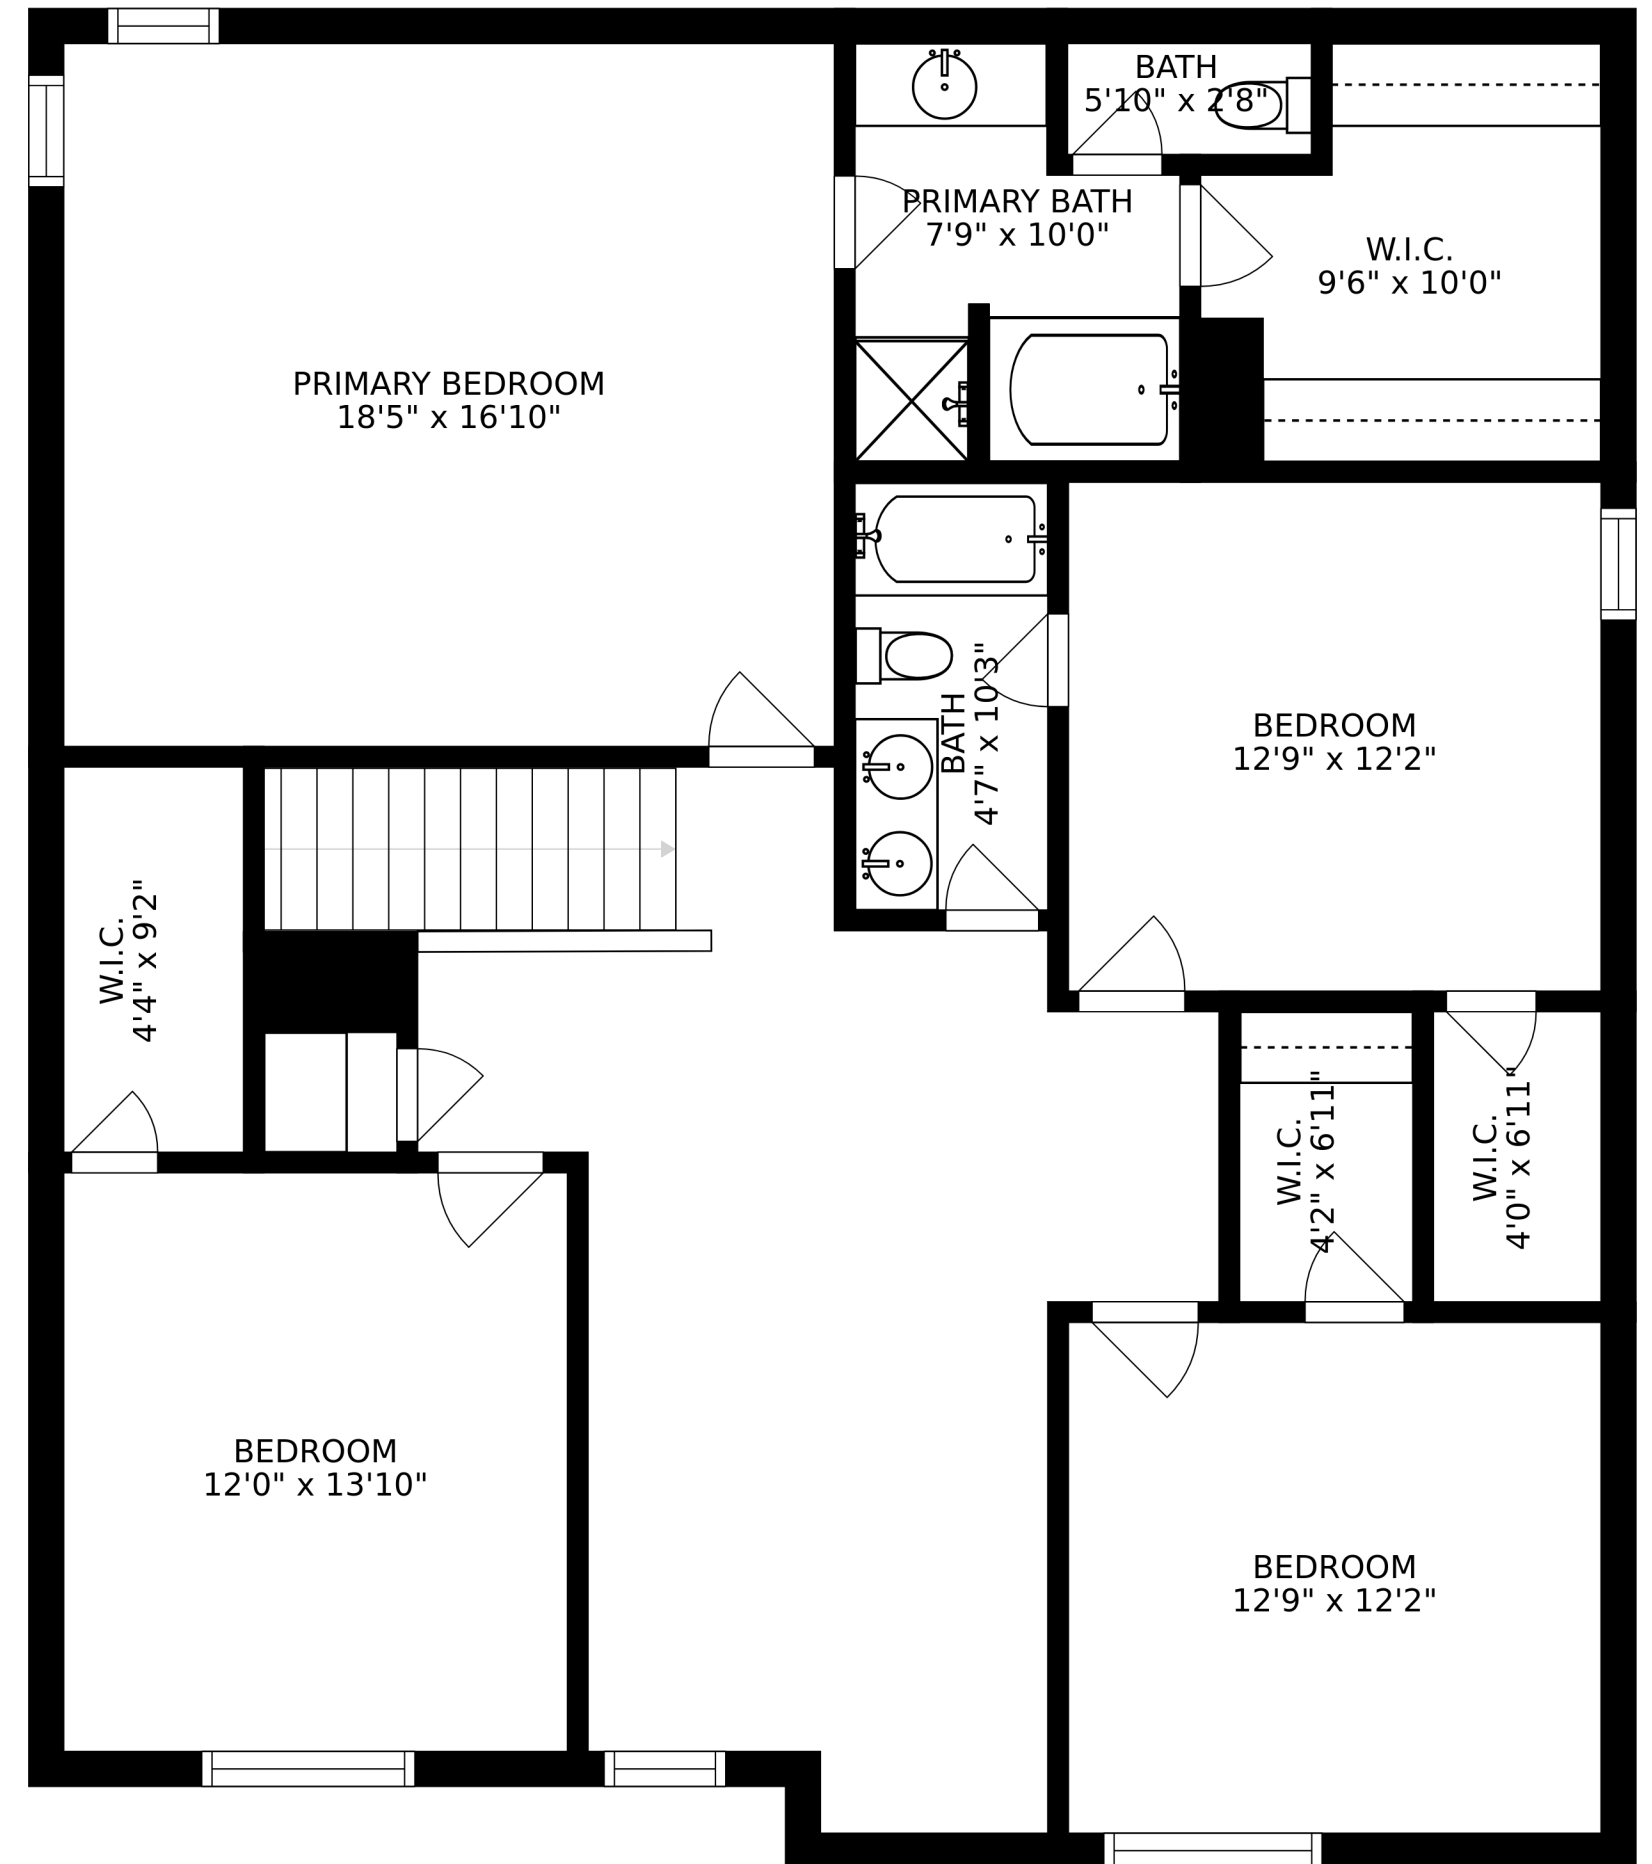 BATH
5'10" x 2'8"
PRIMARY BATH
7'9" x 10'0"
W.I.C.
9'6" x 10'0"
PRIMARY BEDROOM
18'5" x 16'10"
BATH
4'7" x 10'3"
BEDROOM
12'9" x 12'2"
W.I.C.
4'4" x 9'2"
W.I.C.
4'2" x 6'11"
W.I.C.
4'0" x 6'11"
BEDROOM
12'0" x 13'10"
BEDROOM
12'9" x 12'2"